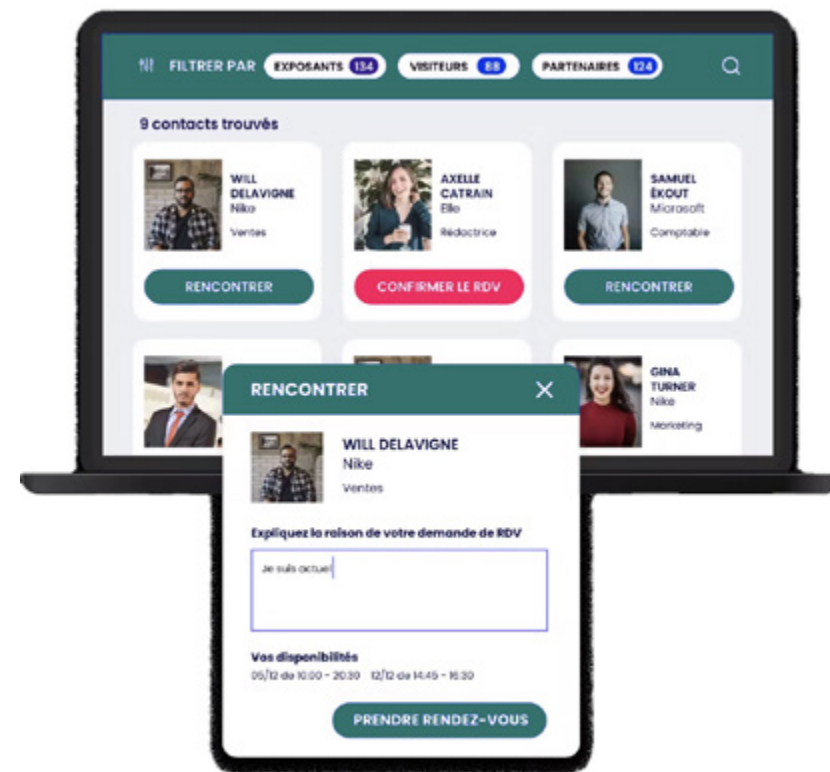 FILTRER PAR EXPOSANTS 134 VISITEURS 88 PARTENAIRES 124
9 contacts trouvés
WILL
DELAVIGNE
Nike
Ventes
RENCONTRER
AXELLE
CATRAIN
Elle
Rédactrice
CONFIRMER LE RDV
SAMUEL
ÈKOUT
Microsoft
Comptable
RENCONTRER
GINA
TURNER
Nike
Marketing
RENCONTRER
WILL DELAVIGNE
Nike
Ventes
Expliquez la raison de votre demande de RDV
Je suis actuel
Vos disponibilités
05/12 de 10:00 - 20:30 12/12 de 14:45 - 16:30
PRENDRE RENDEZ-VOUS